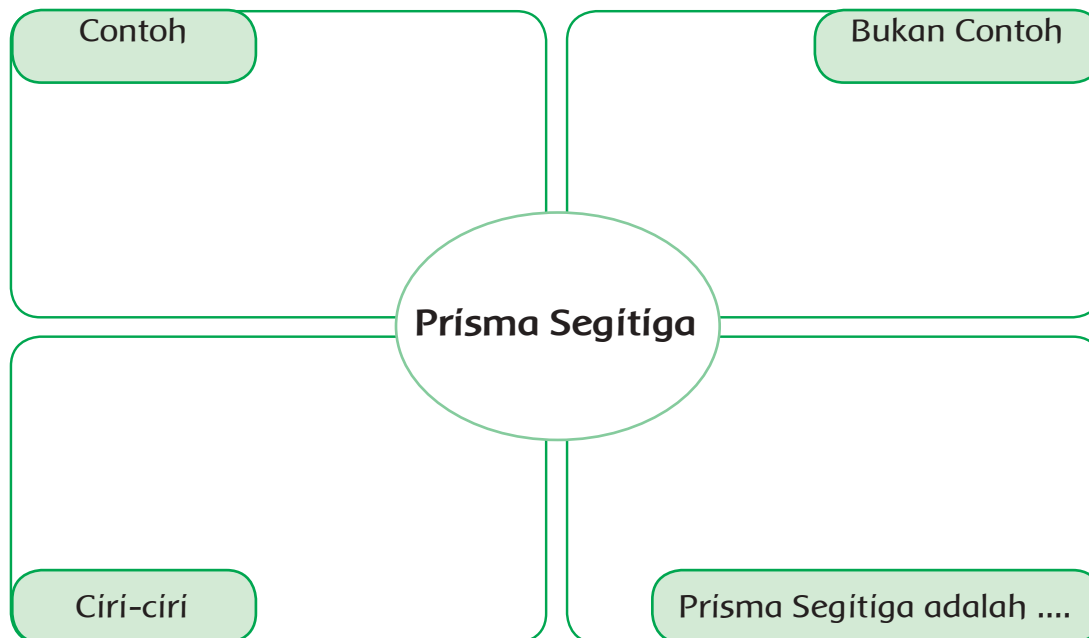 Contoh
Bukan Contoh
Prisma Segitiga
Ciri-ciri
Prisma Segitiga adalah ....